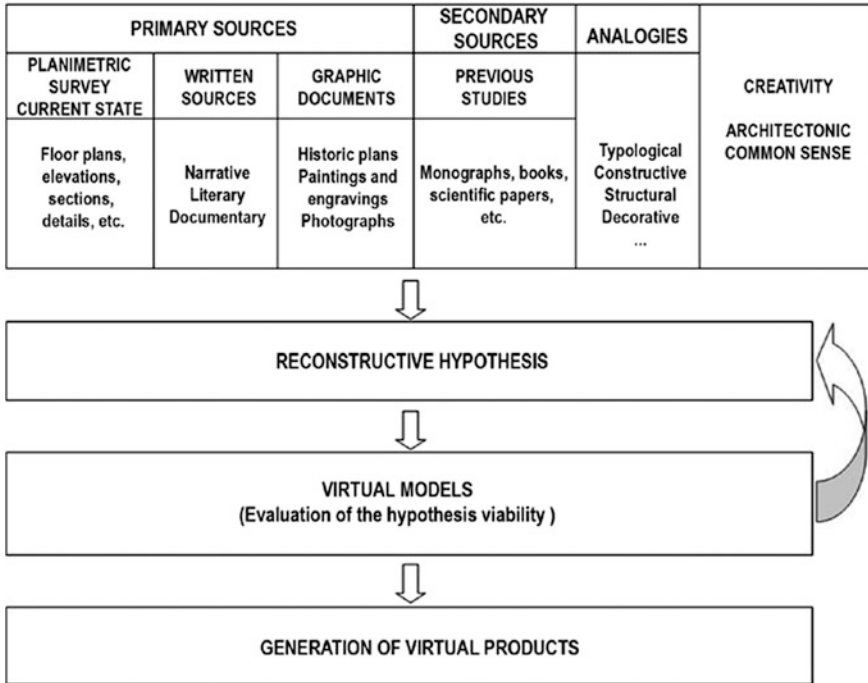 PRIMARY SOURCES
SECONDARY
SOURCES
ANALOGIES
CREATIVITY
ARCHITECTONIC
COMMON SENSE
PLANIMETRIC
SURVEY
CURRENT STATE
WRITTEN
SOURCES
GRAPHIC
DOCUMENTS
PREVIOUS
STUDIES
Floor plans,
elevations,
sections,
details, etc.
Narrative
Literary
Documentary
Historic plans
Paintings and
engravings
Photographs
Monographs, books,
scientific papers,
etc.
Typological
Constructive
Structural
Decorative
...
RECONSTRUCTIVE HYPOTHESIS
VIRTUAL MODELS
(Evaluation of the hypothesis viability )
GENERATION OF VIRTUAL PRODUCTS